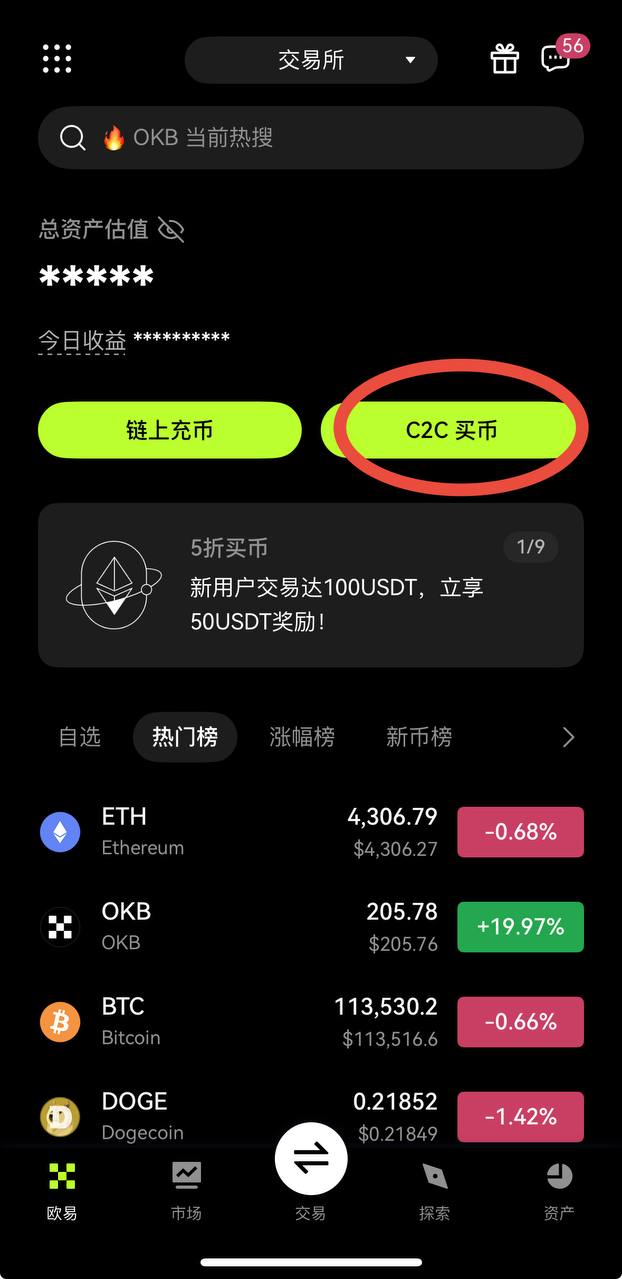 交易所
56
OKB 当前热搜
总资产估值
*****
今日收益 **********
链上充币
C2C 买币
5折买币
1/9
新用户交易达100USDT，立享
50USDT奖励！
自选 热门榜 涨幅榜 新币榜
ETH 4,306.79 -0.68%
Ethereum $4,306.27
OKB 205.78 +19.97%
OKB $205.76
BTC 113,530.2 -0.66%
Bitcoin $113,516.6
DOGE 0.21852 -1.42%
Dogecoin $0.21849
欧易 市场 交易 探索 资产